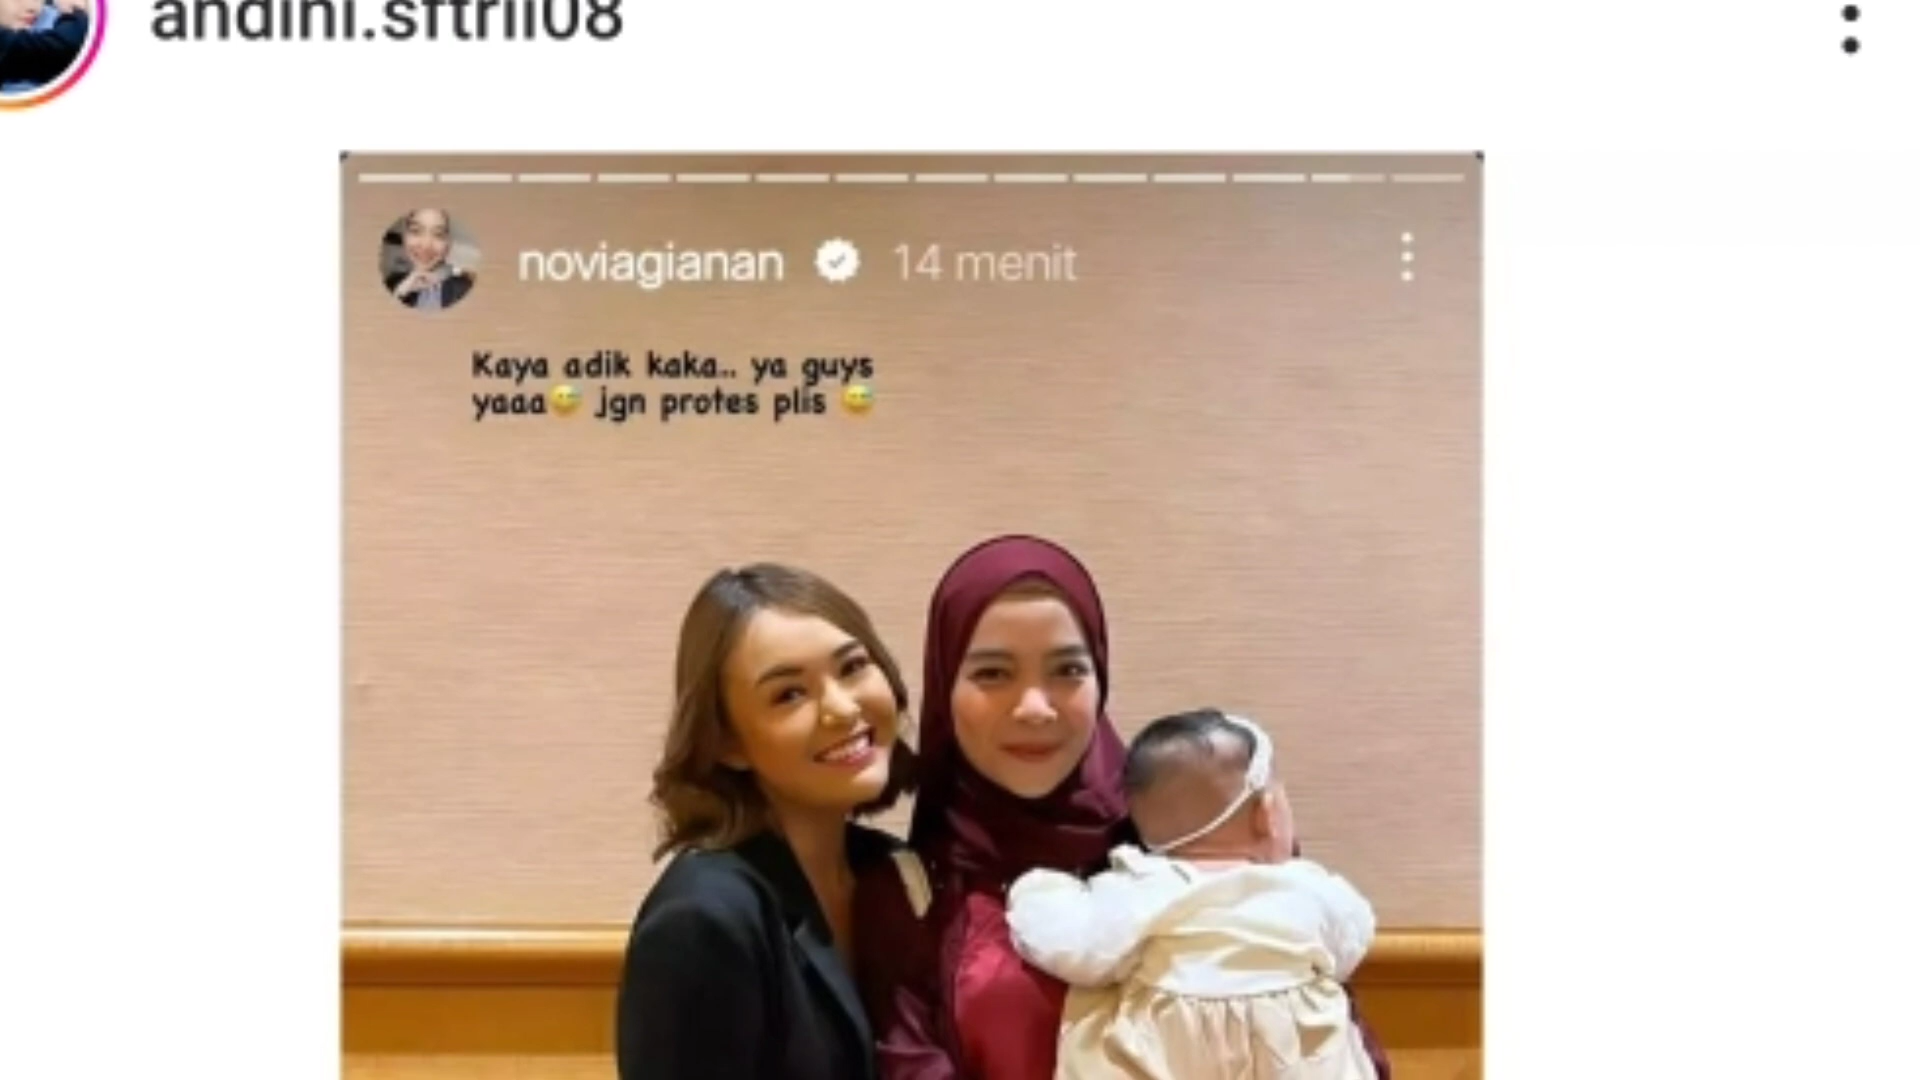 andini.sftrii08
noviagianan 14 menit
Kaya adik kaka.. ya guys
yaaa😅 jgn protes plis 😅